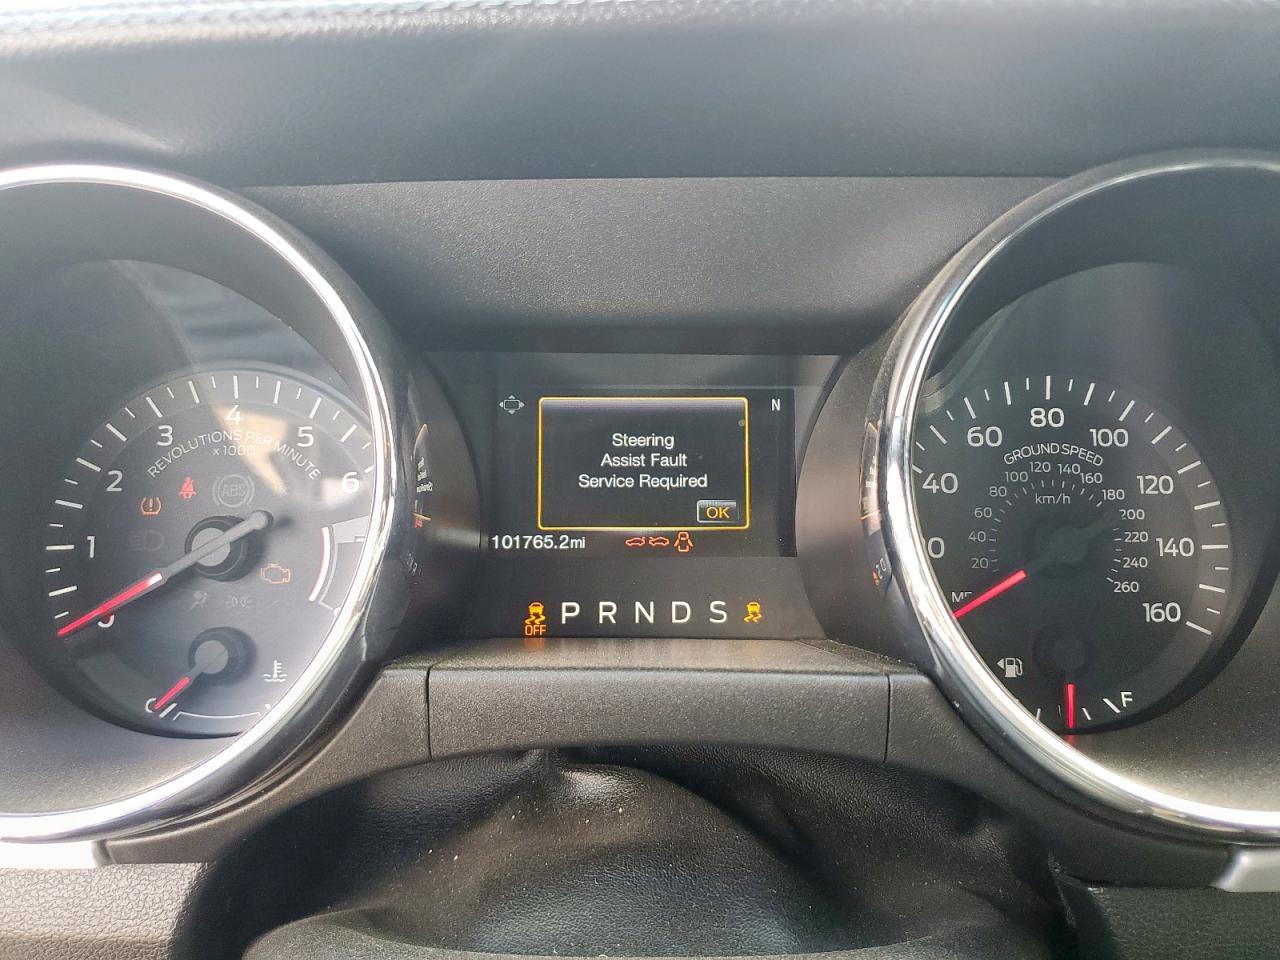 Steering
Assist Fault
Service Required
OK
N
101765.2mi
OFF
P R N D S
REVOLUTIONS PER MINUTE
x1000
1
2
3
4
5
6
ABS
C
GROUND SPEED
km/h
40
60
80
100
120
140
160
20
40
60
80
100
120
140
160
180
200
220
240
260
F